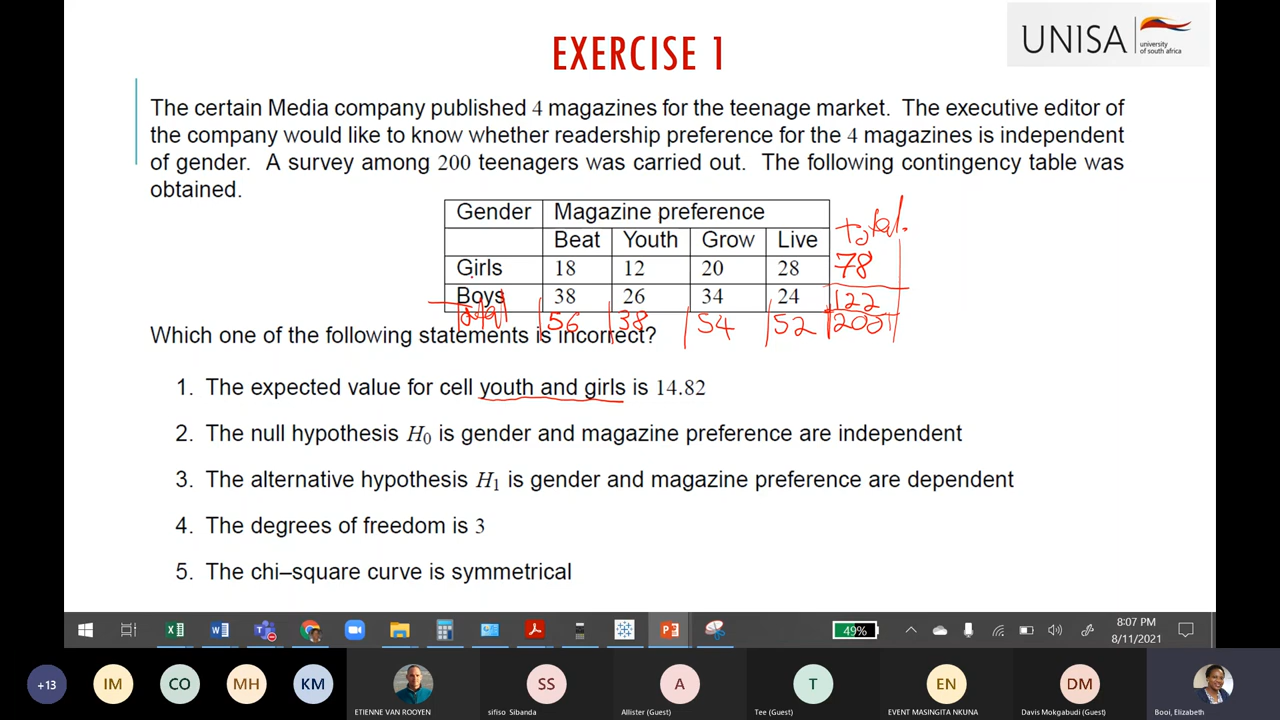 EXERCISE 1
UNISA university of south africa
The certain Media company published 4 magazines for the teenage market. The executive editor of
the company would like to know whether readership preference for the 4 magazines is independent
of gender. A survey among 200 teenagers was carried out. The following contingency table was
obtained.
Gender Magazine preference
Beat Youth Grow Live total
Girls 18 12 20 28 78
Boys 38 26 34 24 122
total 56 38 54 52 200
Which one of the following statements is incorrect?
1. The expected value for cell youth and girls is 14.82
2. The null hypothesis H0 is gender and magazine preference are independent
3. The alternative hypothesis H1 is gender and magazine preference are dependent
4. The degrees of freedom is 3
5. The chi–square curve is symmetrical
49%
8:07 PM
8/11/2021
+13 IM CO MH KM SS A T EN DM
ETIENNE VAN ROOYEN sifiso Sibanda Allister (Guest) Tee (Guest) EVENT MASINGITA NKUNA Davis Mokgabudi (Guest) Booi, Elizabeth